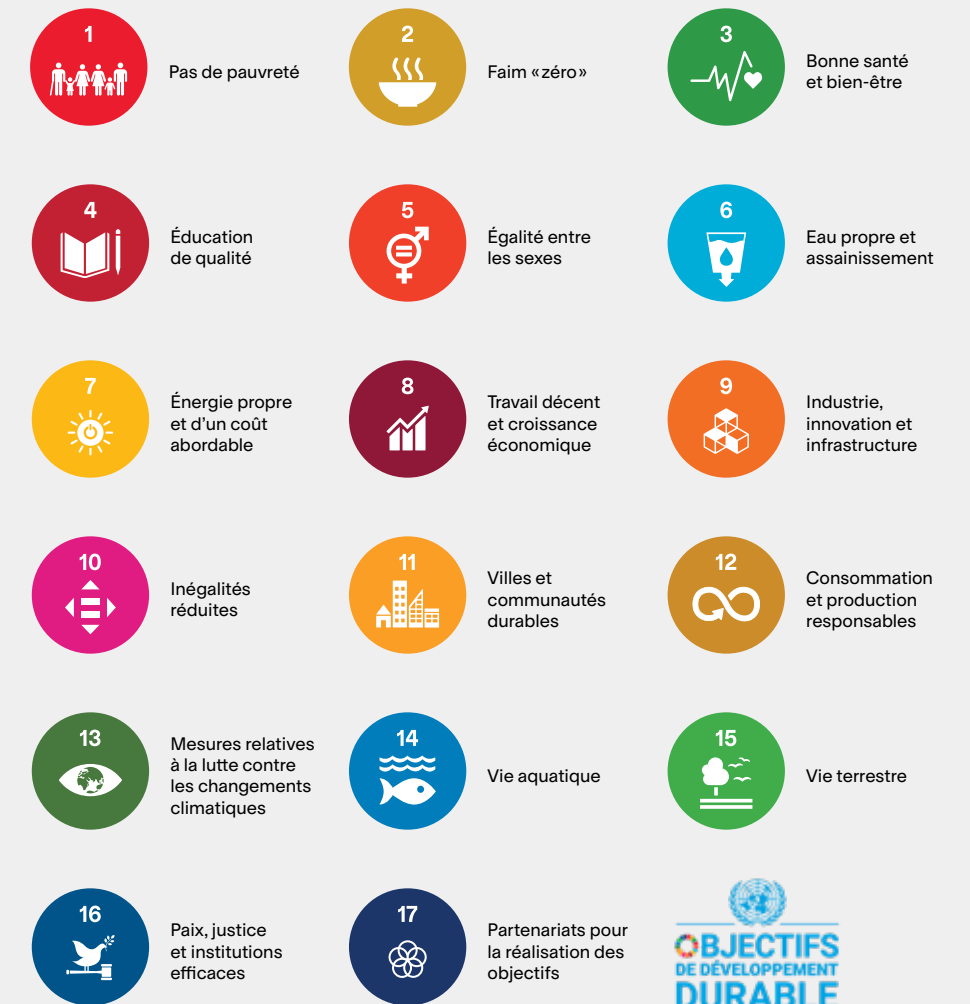 1
Pas de pauvreté
2
Faim «zéro»
3
Bonne santé
et bien-être
4
Éducation
de qualité
5
Égalité entre
les sexes
6
Eau propre et
assainissement
7
Énergie propre
et d’un coût
abordable
8
Travail décent
et croissance
économique
9
Industrie,
innovation et
infrastructure
10
Inégalités
réduites
11
Villes et
communautés
durables
12
Consommation
et production
responsables
13
Mesures relatives
à la lutte contre
les changements
climatiques
14
Vie aquatique
15
Vie terrestre
16
Paix, justice
et institutions
efficaces
17
Partenariats pour
la réalisation des
objectifs
OBJECTIFS
DE DÉVELOPPEMENT
DURABLE